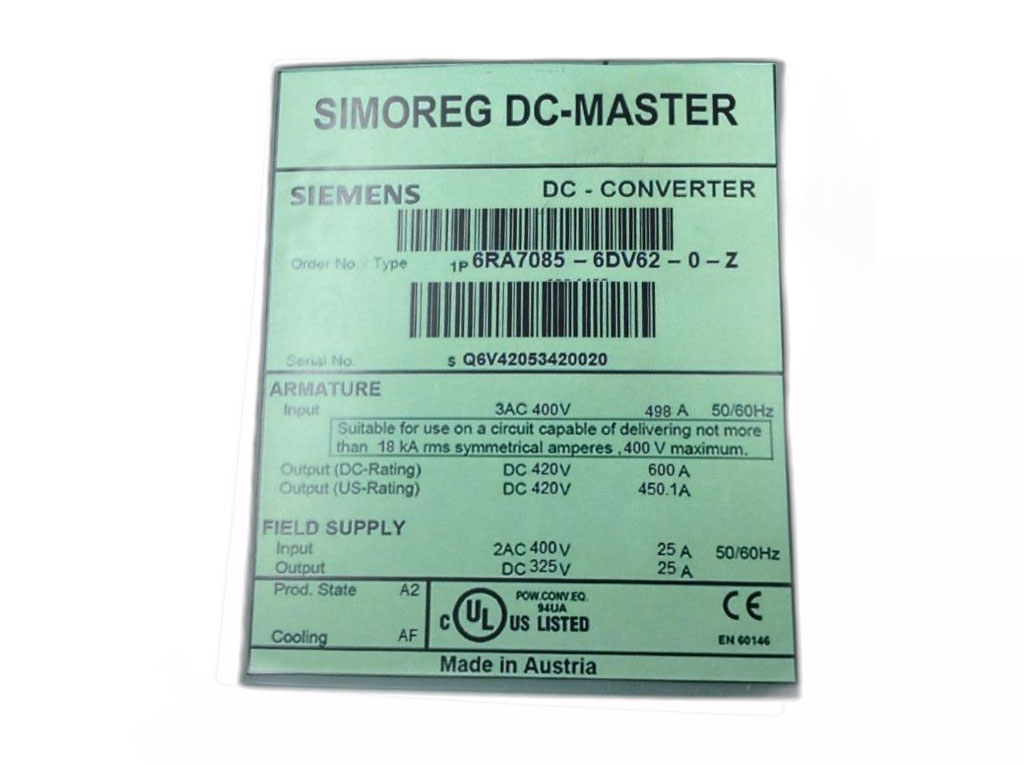 SIMOREG DC-MASTER
SIEMENS DC - CONVERTER
Order No. / Type 1P 6RA7085 - 6DV62 - 0 - Z
Serial No. S Q6V42053420020
ARMATURE
Input 3AC 400V 498 A 50/60Hz
Suitable for use on a circuit capable of delivering not more
than 18 kA rms symmetrical amperes ,400 V maximum.
Output (DC-Rating) DC 420V 600 A
Output (US-Rating) DC 420V 450.1A
FIELD SUPPLY
Input 2AC 400V 25 A 50/60Hz
Output DC 325V 25 A
Prod. State A2
Cooling AF
POW.CONV.EQ.
94UA
C UL US LISTED
CE
EN 60146
Made in Austria